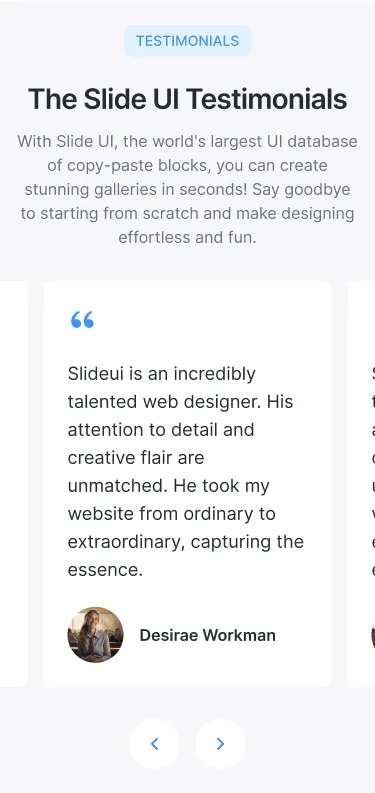 TESTIMONIALS
The Slide UI Testimonials
With Slide UI, the world's largest UI database
of copy-paste blocks, you can create
stunning galleries in seconds! Say goodbye
to starting from scratch and make designing
effortless and fun.
“
Slideui is an incredibly
talented web designer. His
attention to detail and
creative flair are
unmatched. He took my
website from ordinary to
extraordinary, capturing the
essence.
Desirae Workman